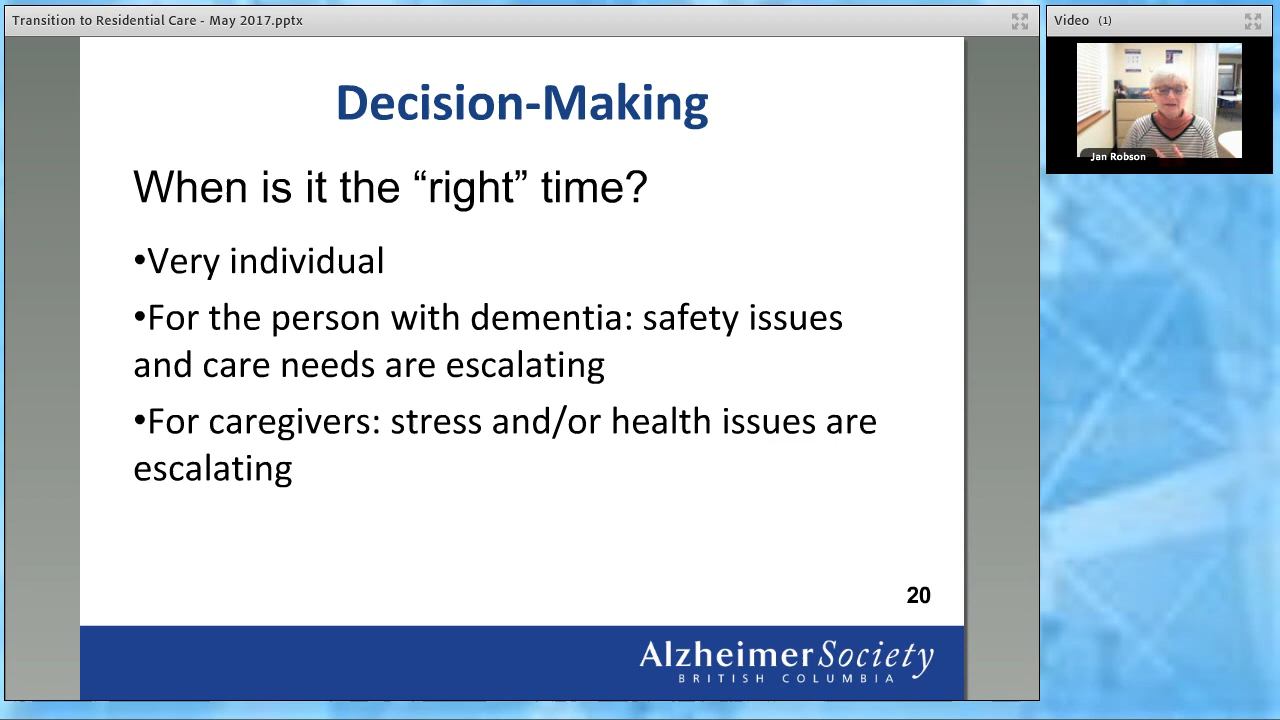 Transition to Residential Care - May 2017.pptx
Video (1)
Jan Robson
Decision-Making
When is it the “right” time?
•Very individual
•For the person with dementia: safety issues
and care needs are escalating
•For caregivers: stress and/or health issues are
escalating
20
AlzheimerSociety
BRITISH COLUMBIA